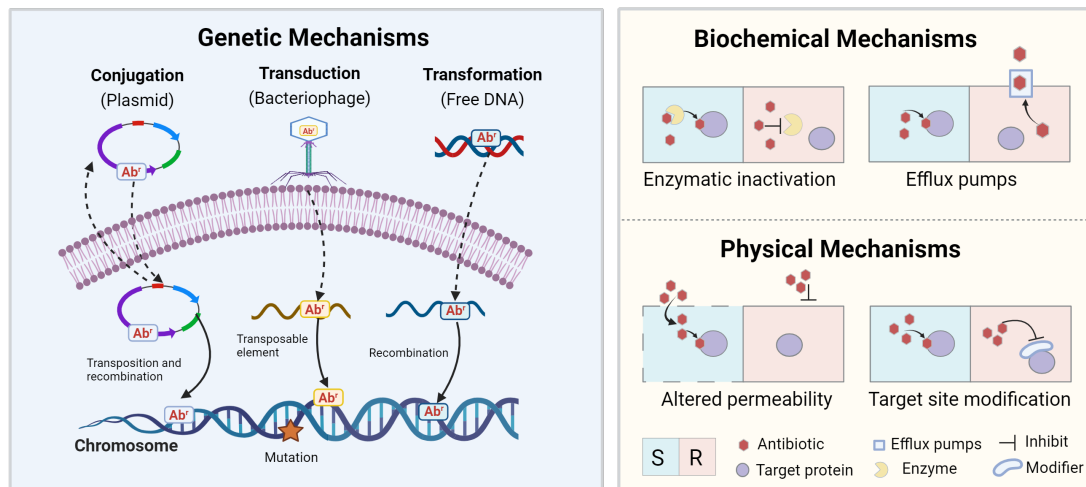 Genetic Mechanisms
Conjugation
(Plasmid)
Transduction
(Bacteriophage)
Transformation
(Free DNA)
Abʳ
Abʳ
Abʳ
Abʳ
Abʳ
Abʳ
Transposition and
recombination
Transposable
element
Recombination
Abʳ
Abʳ
Abʳ
Chromosome
Mutation
Biochemical Mechanisms
Enzymatic inactivation
Efflux pumps
Physical Mechanisms
Altered permeability
Target site modification
S R
Antibiotic
Target protein
Efflux pumps
Enzyme
Inhibit
Modifier